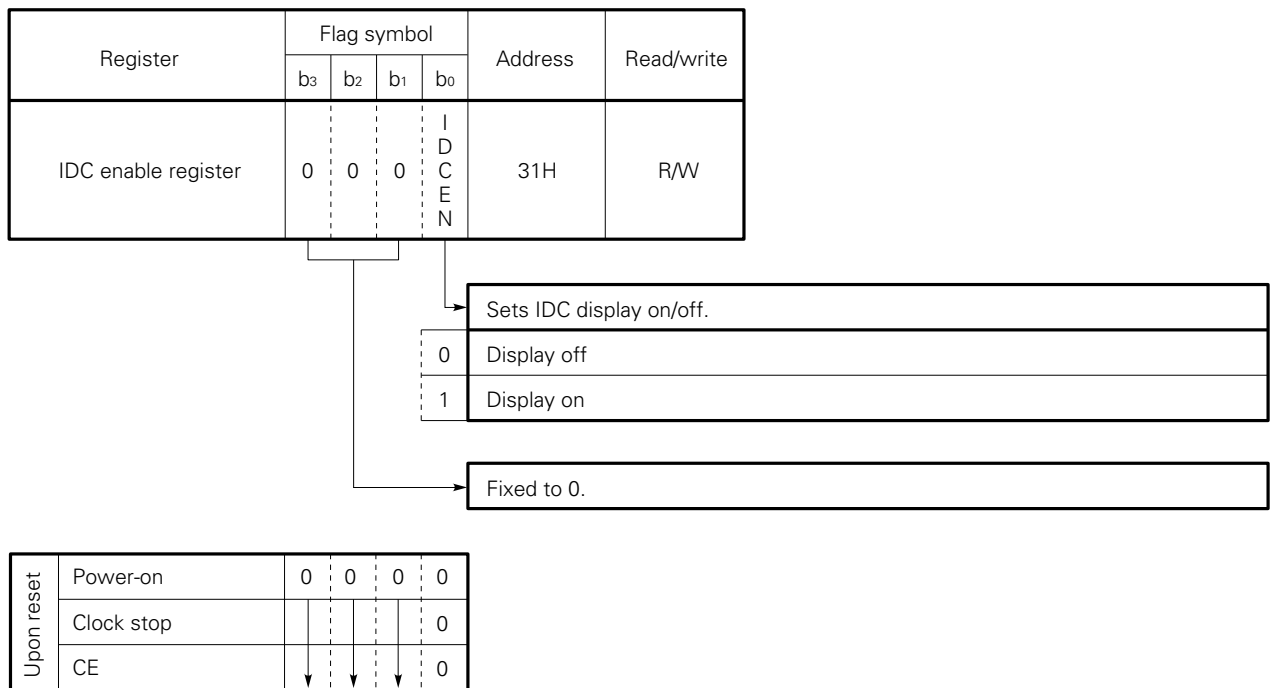 Register
Flag symbol
Address
Read/write
b3 b2 b1 b0
IDC enable register
0 0 0
I
D
C
E
N
31H
R/W
Sets IDC display on/off.
0 Display off
1 Display on
Fixed to 0.
Upon reset
Power-on 0 0 0 0
Clock stop 0
CE 0